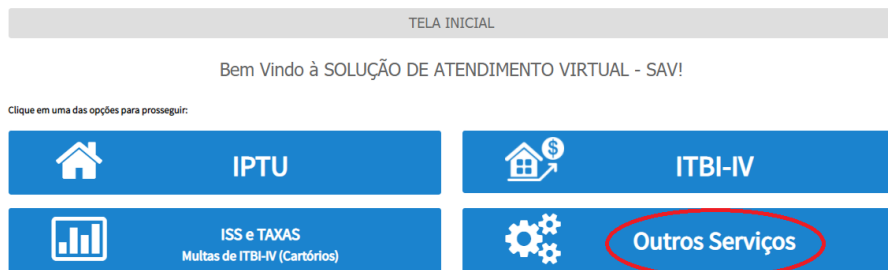 TELA INICIAL
Bem Vindo à SOLUÇÃO DE ATENDIMENTO VIRTUAL - SAV!
Clique em uma das opções para prosseguir:
IPTU
$
ITBI-IV
ISS e TAXAS
Multas de ITBI-IV (Cartórios)
Outros Serviços